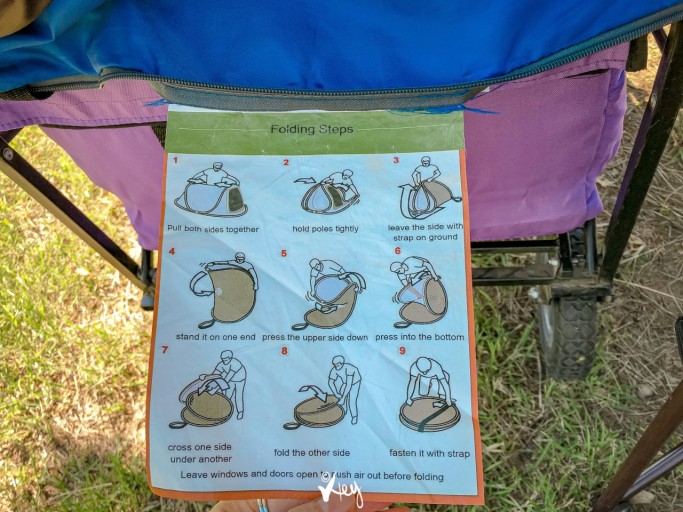 Folding Steps
1 2 3
Pull both sides together hold poles tightly leave the side with
strap on ground
4 5 6
stand it on one end press the upper side down press into the bottom
7 8 9
cross one side fold the other side fasten it with strap
under another
Leave windows and doors open to rush air out before folding
Key